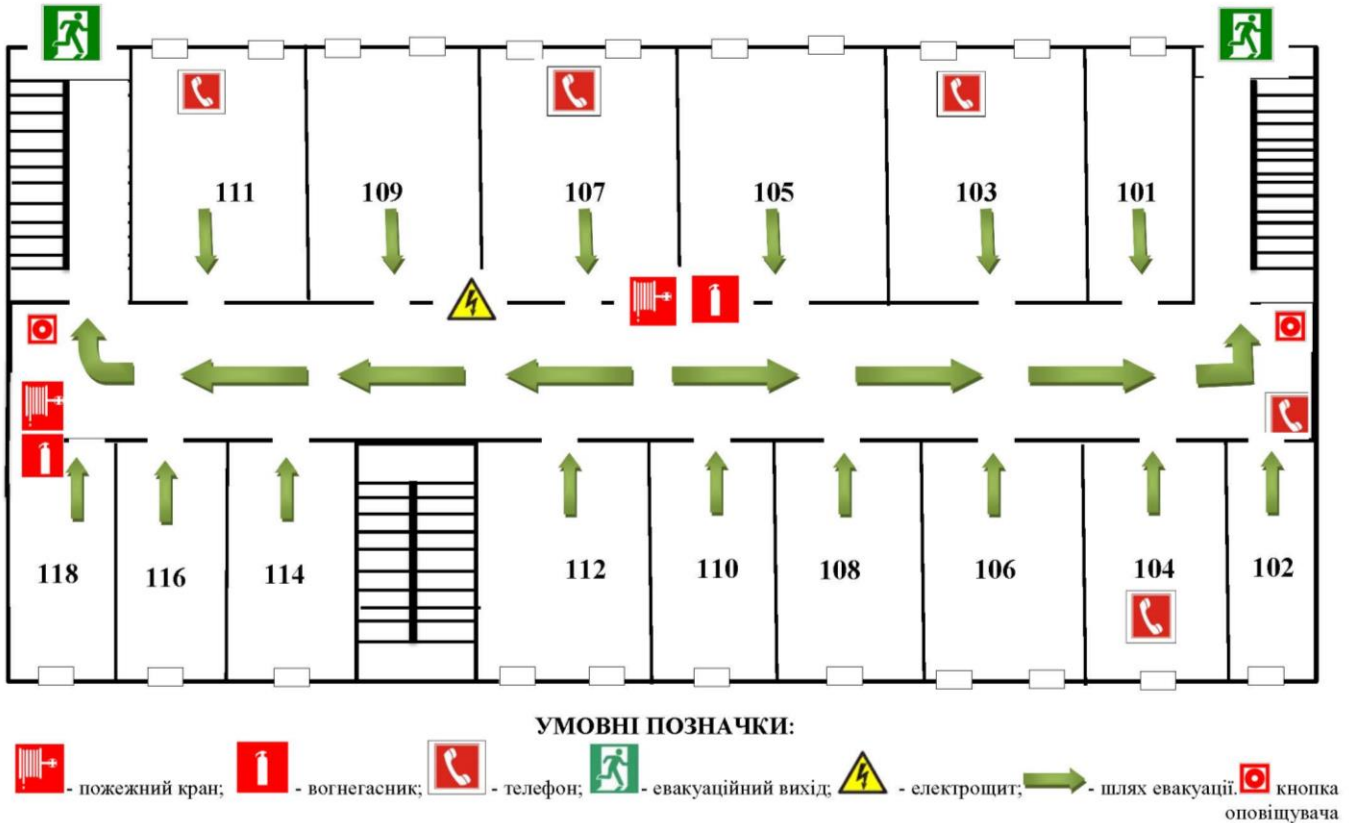 111 109 107 105 103 101
118 116 114 112 110 108 106 104 102
УМОВНІ ПОЗНАЧКИ:
- пожежний кран; - вогнегасник; - телефон; - евакуаційний вихід; - електрощит; - шлях евакуації. кнопка
оповіщувача